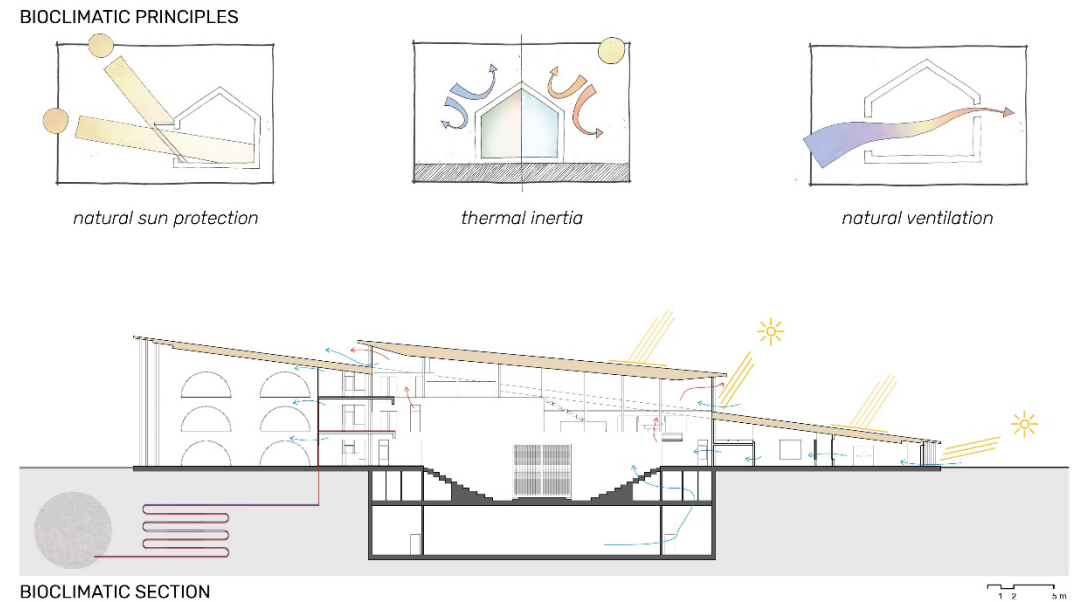 BIOCLIMATIC PRINCIPLES
natural sun protection
thermal inertia
natural ventilation
BIOCLIMATIC SECTION
1 2 5 m